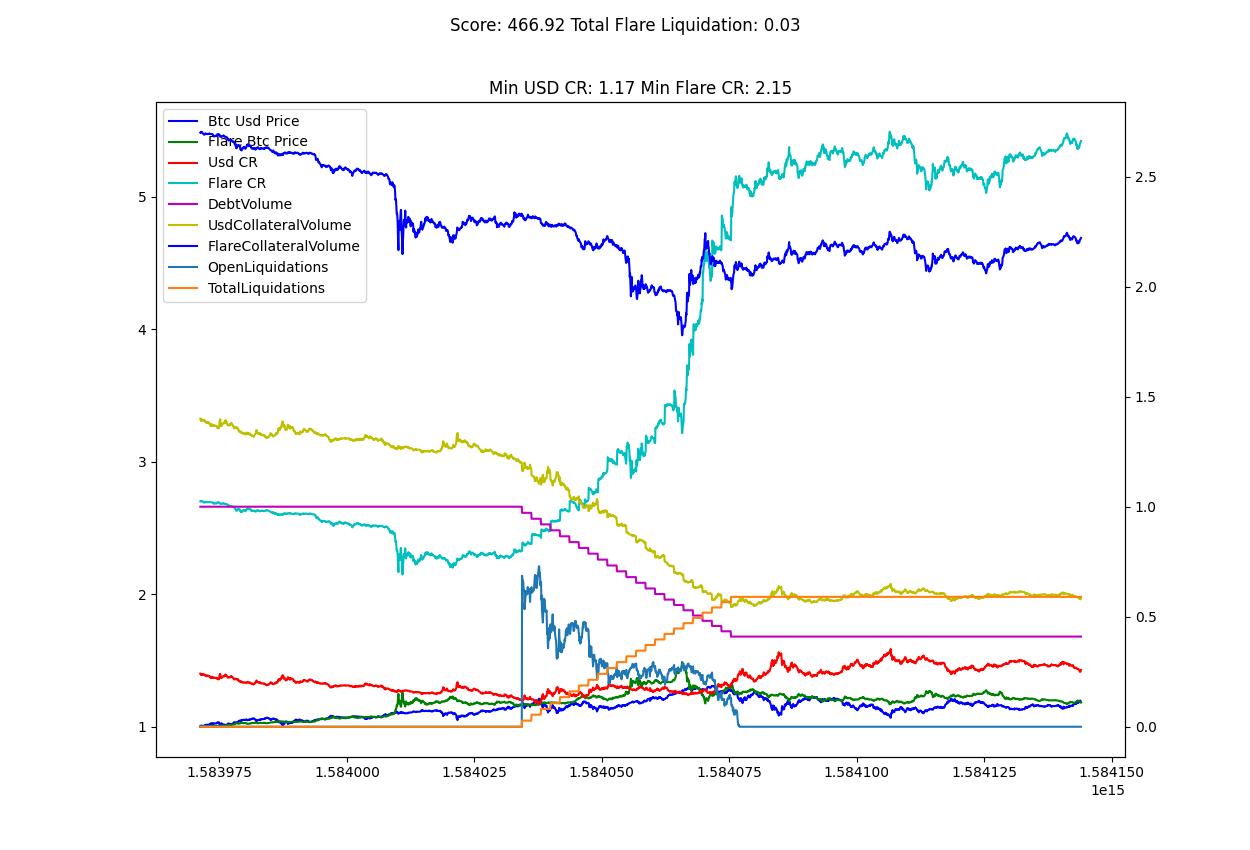 Score: 466.92 Total Flare Liquidation: 0.03
Min USD CR: 1.17 Min Flare CR: 2.15
Btc Usd Price
Flare Btc Price
Usd CR
Flare CR
DebtVolume
UsdCollateralVolume
FlareCollateralVolume
OpenLiquidations
TotalLiquidations
5
4
3
2
1
2.5
2.0
1.5
1.0
0.5
0.0
1.583975 1.584000 1.584025 1.584050 1.584075 1.584100 1.584125 1.584150
1e15